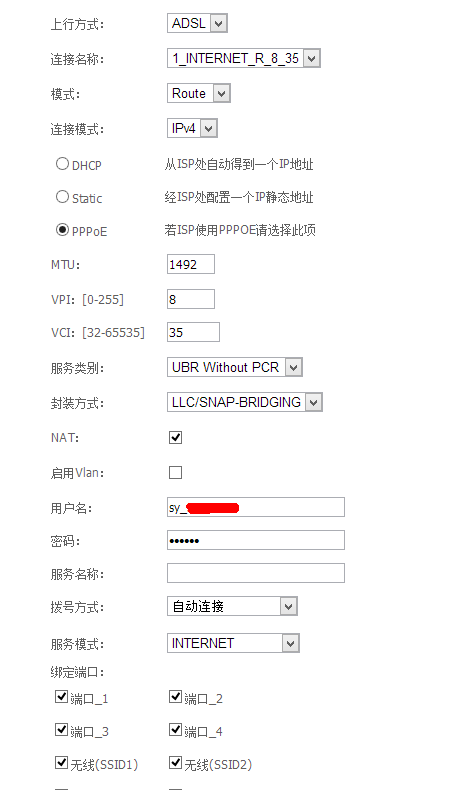 上行方式： ADSL
连接名称： 1_INTERNET_R_8_35
模式： Route
连接模式： IPv4
DHCP 从ISP处自动得到一个IP地址
Static 经ISP处配置一个IP静态地址
PPPoE 若ISP使用PPPOE请选择此项
MTU： 1492
VPI：[0-255] 8
VCI：[32-65535] 35
服务类别： UBR Without PCR
封装方式： LLC/SNAP-BRIDGING
NAT：
启用Vlan：
用户名： sy_
密码： ••••••
服务名称：
拨号方式： 自动连接
服务模式： INTERNET
绑定端口：
端口_1 端口_2
端口_3 端口_4
无线(SSID1) 无线(SSID2)